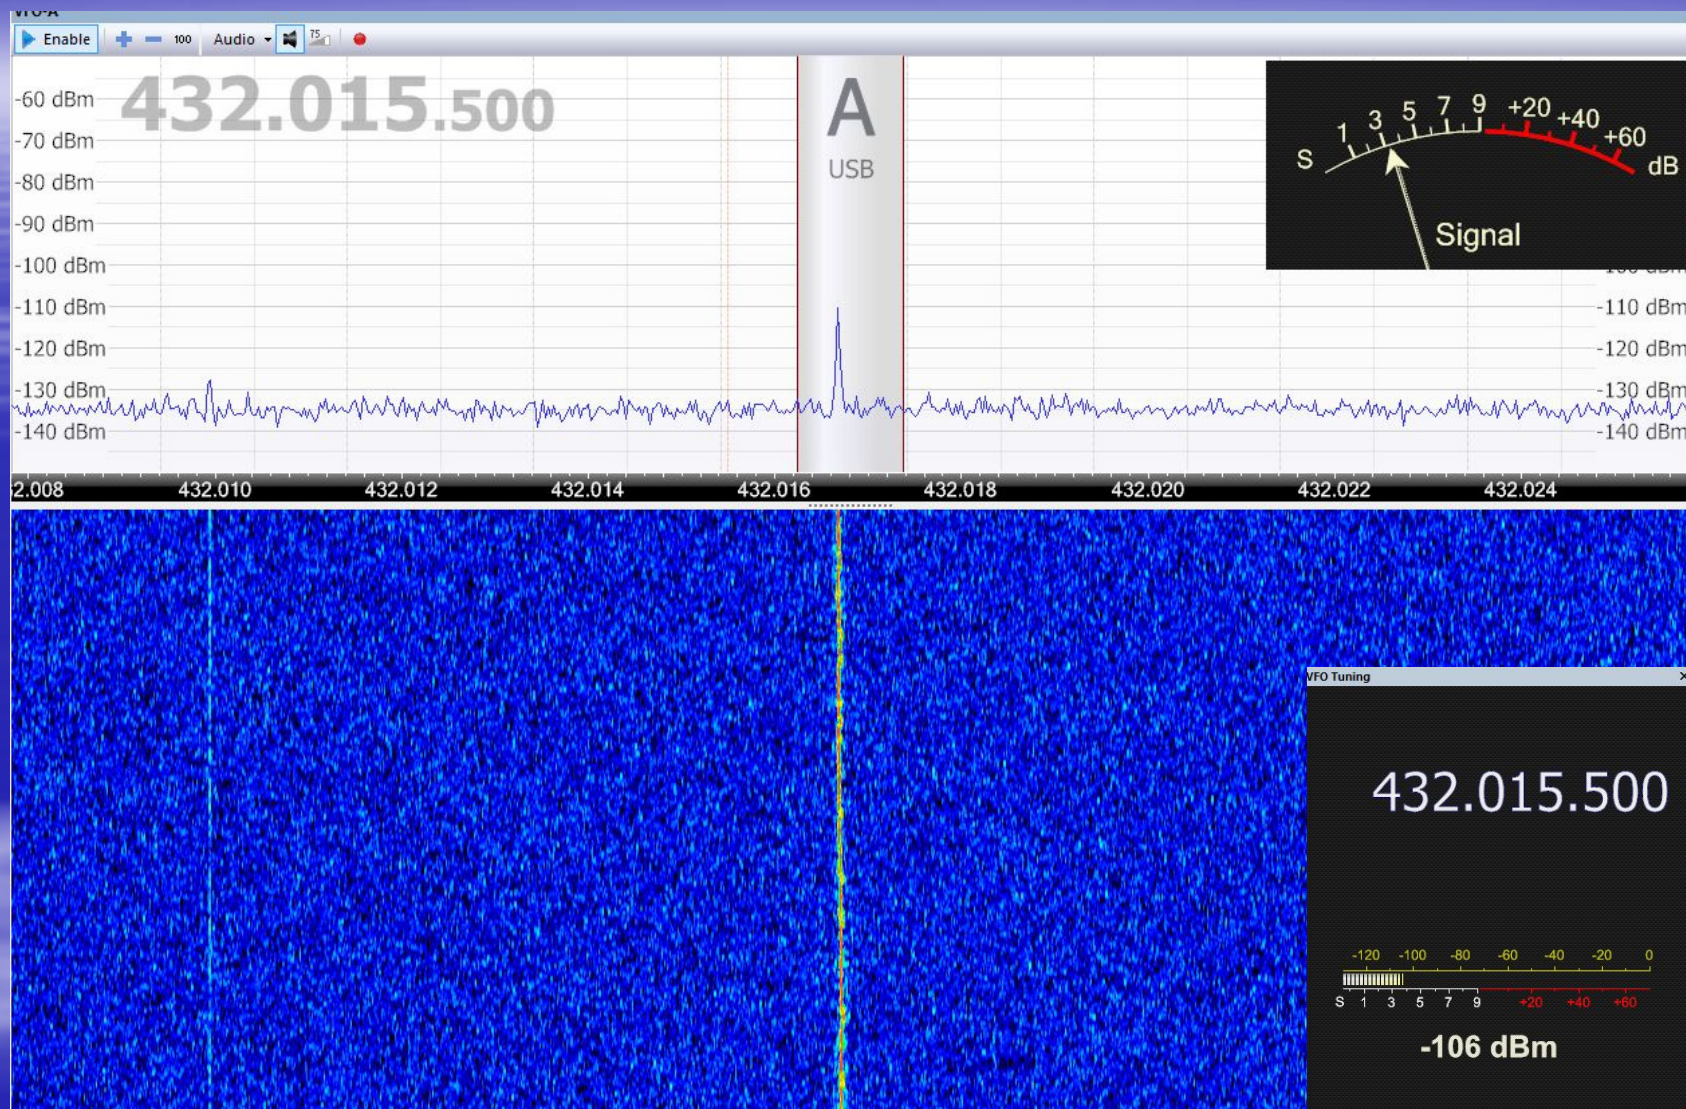 VFO-A
Enable 100 Audio 75
432.015.500
A
USB
-60 dBm
-70 dBm
-80 dBm
-90 dBm
-100 dBm
-110 dBm
-120 dBm
-130 dBm
-140 dBm
S 1 3 5 7 9 +20 +40 +60 dB
Signal
-110 dBm
-120 dBm
-130 dBm
-140 dBm
2.008 432.010 432.012 432.014 432.016 432.018 432.020 432.022 432.024
VFO Tuning
432.015.500
-120 -100 -80 -60 -40 -20 0
S 1 3 5 7 9 +20 +40 +60
-106 dBm